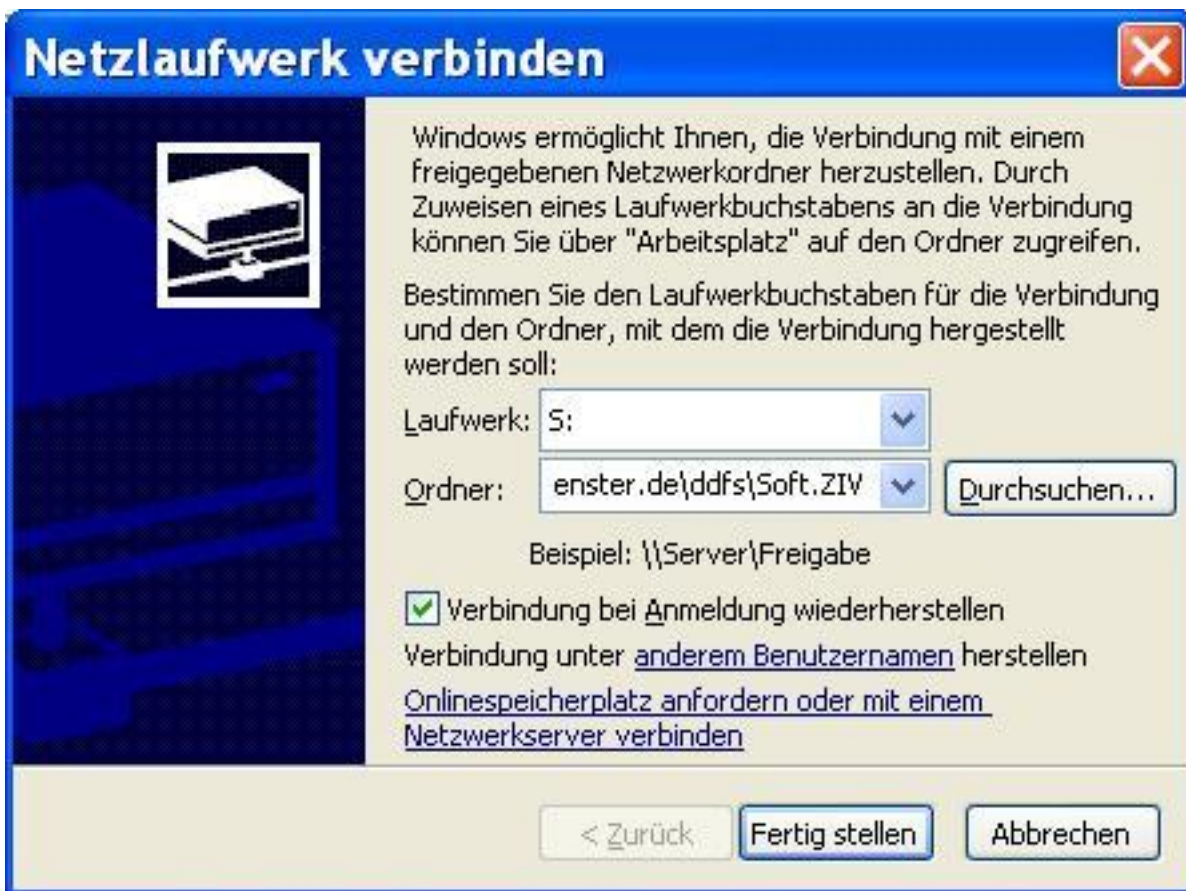 Netzlaufwerk verbinden
Windows ermöglicht Ihnen, die Verbindung mit einem
freigegebenen Netzwerkordner herzustellen. Durch
Zuweisen eines Laufwerkbuchstabens an die Verbindung
können Sie über "Arbeitsplatz" auf den Ordner zugreifen.
Bestimmen Sie den Laufwerkbuchstaben für die Verbindung
und den Ordner, mit dem die Verbindung hergestellt
werden soll:
Laufwerk: S:
Ordner: enster.de\ddfs\Soft.ZIV Durchsuchen...
Beispiel: \\Server\Freigabe
Verbindung bei Anmeldung wiederherstellen
Verbindung unter anderem Benutzernamen herstellen
Onlinespeicherplatz anfordern oder mit einem
Netzwerkserver verbinden
< Zurück Fertig stellen Abbrechen